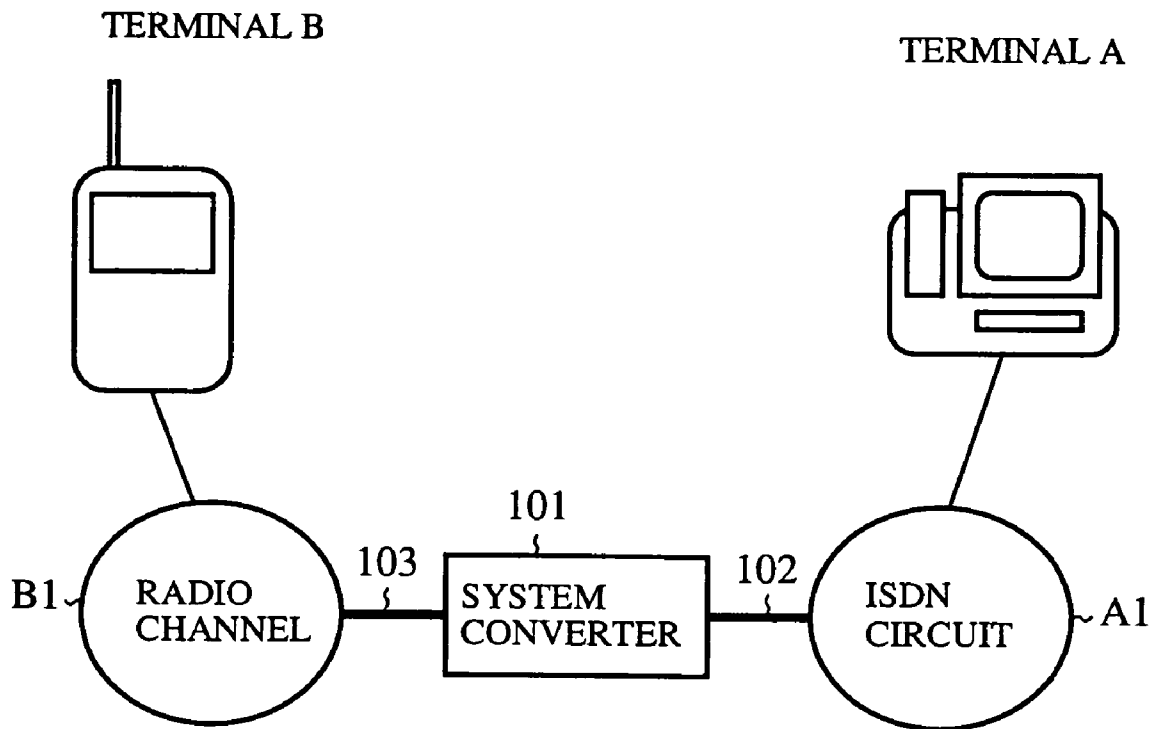 TERMINAL B
TERMINAL A
101
103
102
B1
RADIO
CHANNEL
SYSTEM
CONVERTER
ISDN
CIRCUIT
A1